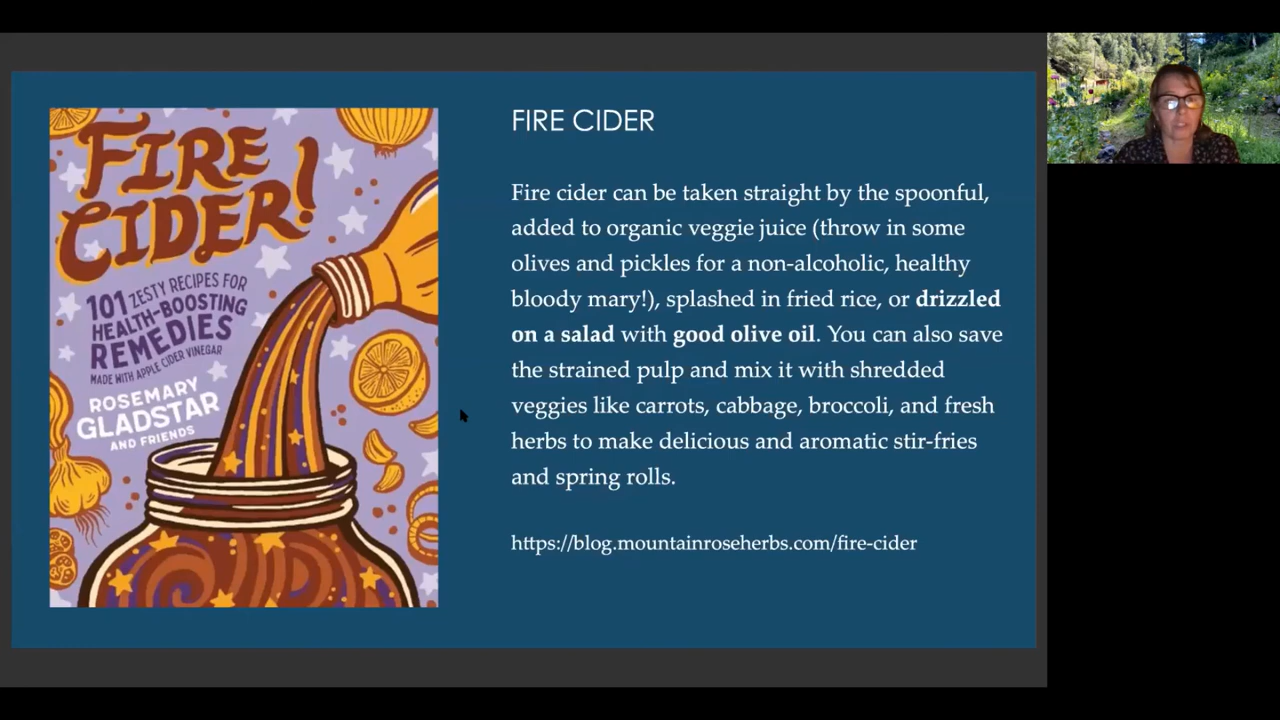 FIRE
CIDER!
101 ZESTY RECIPES FOR
HEALTH-BOOSTING
REMEDIES
MADE WITH APPLE CIDER VINEGAR
ROSEMARY
GLADSTAR
AND FRIENDS
FIRE CIDER
Fire cider can be taken straight by the spoonful,
added to organic veggie juice (throw in some
olives and pickles for a non-alcoholic, healthy
bloody mary!), splashed in fried rice, or drizzled
on a salad with good olive oil. You can also save
the strained pulp and mix it with shredded
veggies like carrots, cabbage, broccoli, and fresh
herbs to make delicious and aromatic stir-fries
and spring rolls.
https://blog.mountainroseherbs.com/fire-cider